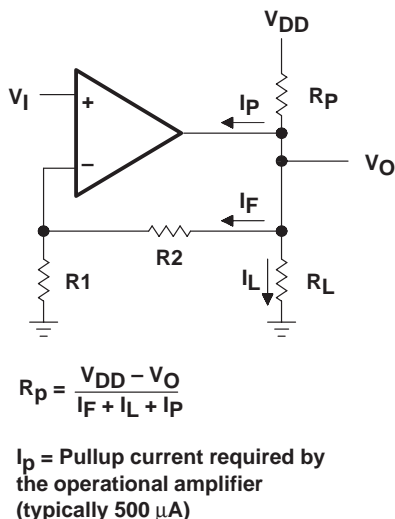 VDD
VI
+
–
IP
RP
VO
IF
R2
R1
IL
RL
Rp = VDD – VO
IF + IL + IP
Ip = Pullup current required by
the operational amplifier
(typically 500 μA)